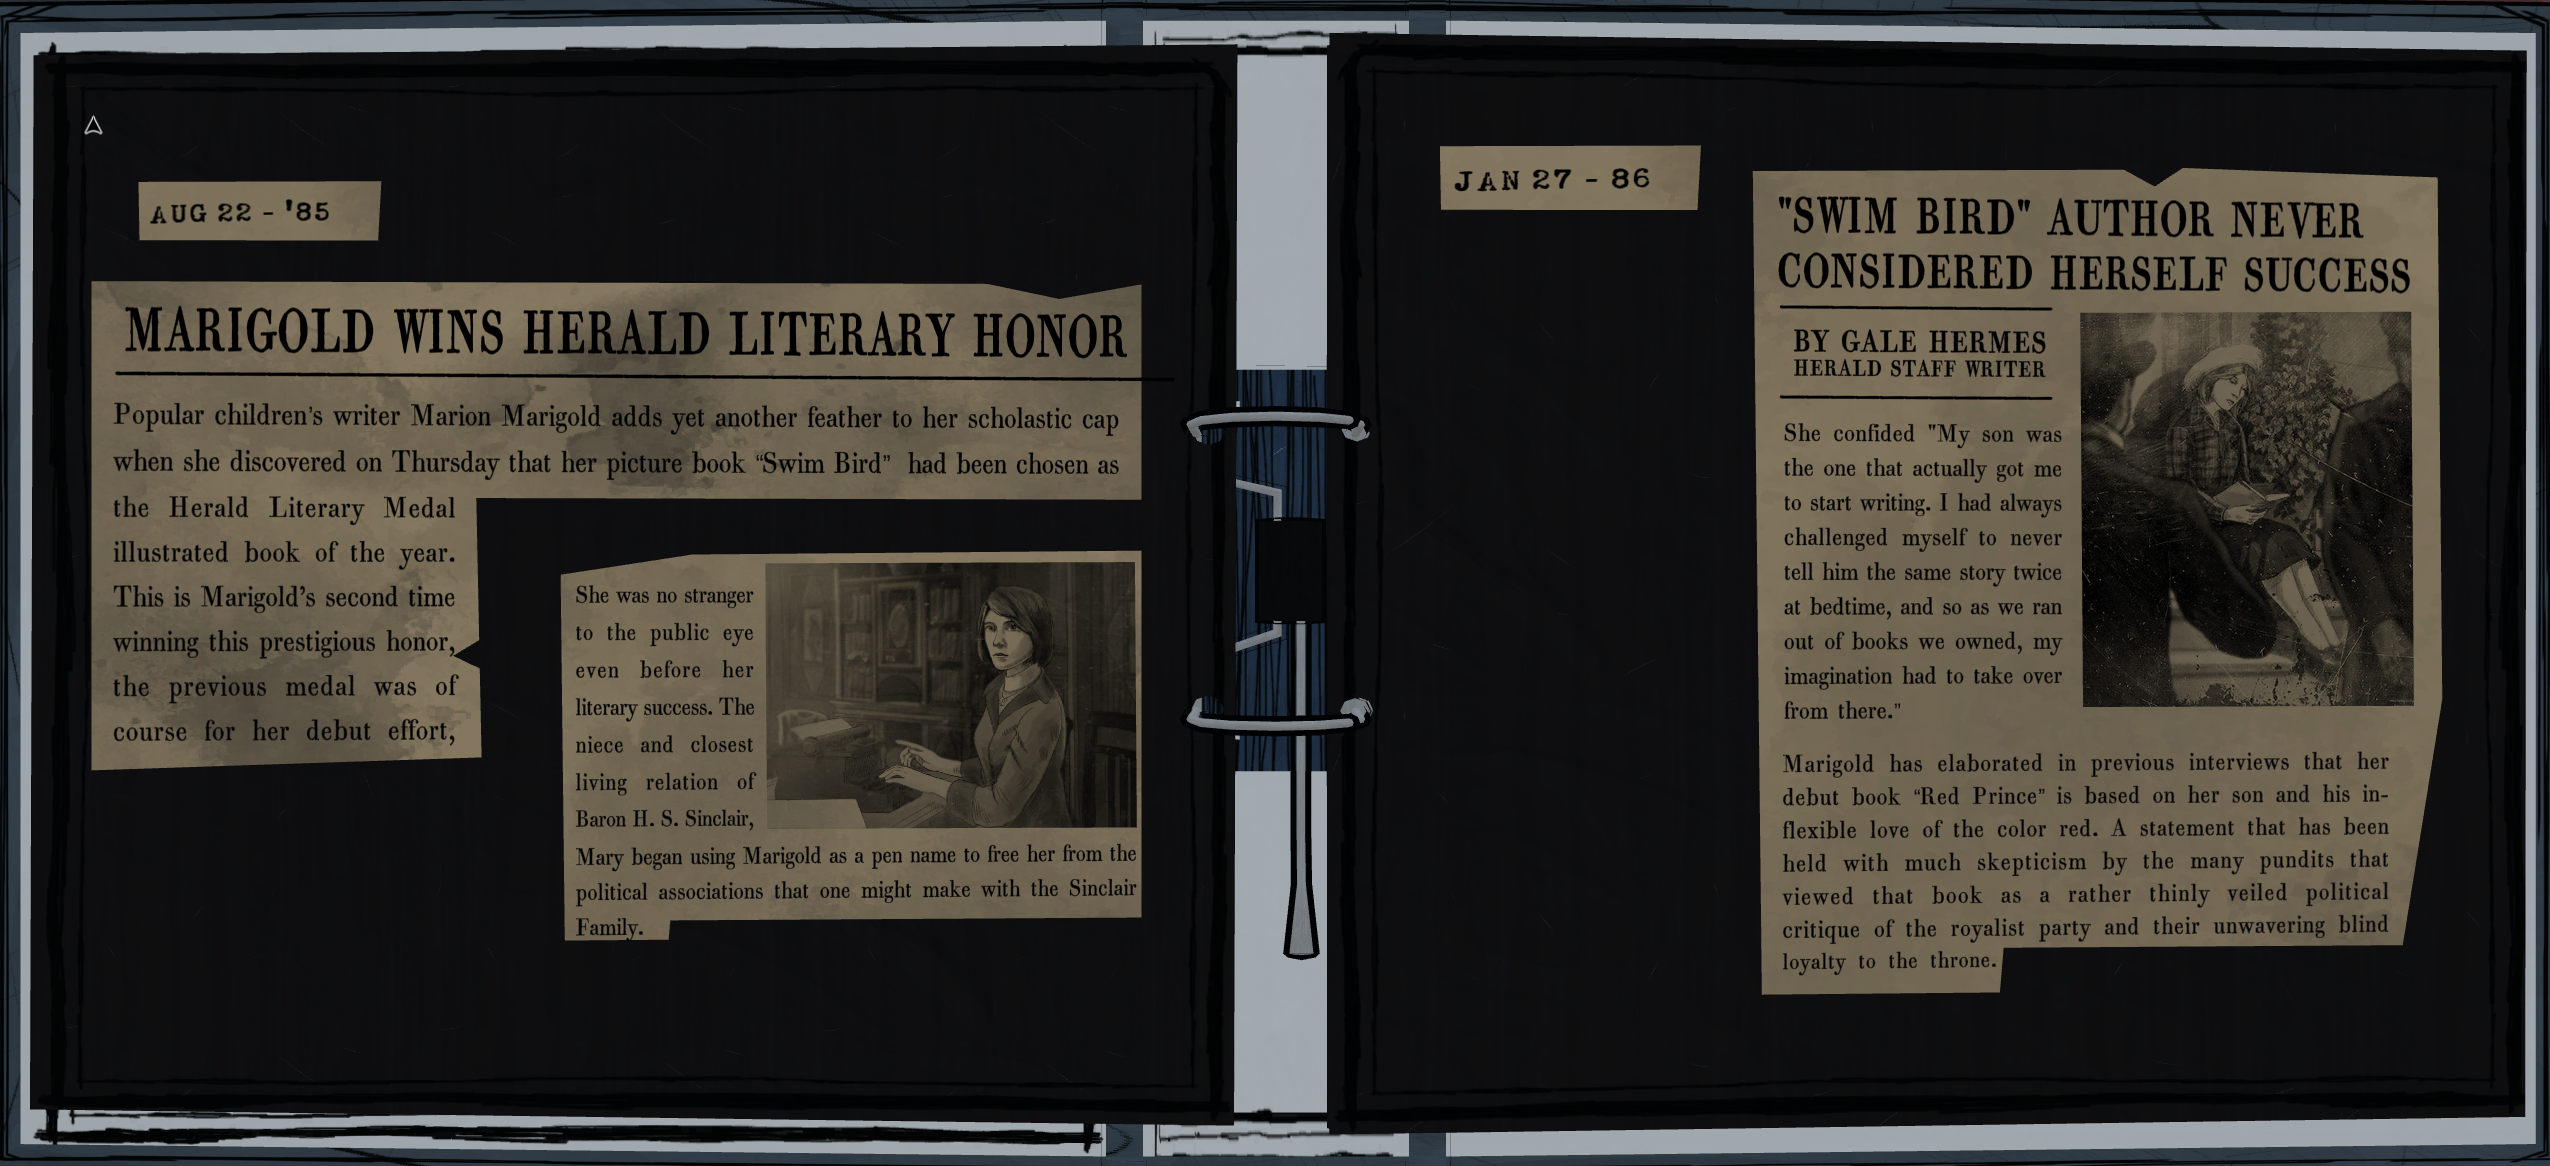 AUG 22 - '85
MARIGOLD WINS HERALD LITERARY HONOR
Popular children's writer Marion Marigold adds yet another feather to her scholastic cap
when she discovered on Thursday that her picture book “Swim Bird” had been chosen as
the Herald Literary Medal
illustrated book of the year.
This is Marigold's second time
winning this prestigious honor,
the previous medal was of
course for her debut effort,
She was no stranger
to the public eye
even before her
literary success. The
niece and closest
living relation of
Baron H. S. Sinclair,
Mary began using Marigold as a pen name to free her from the
political associations that one might make with the Sinclair
Family.
JAN 27 - 86
"SWIM BIRD" AUTHOR NEVER
CONSIDERED HERSELF SUCCESS
BY GALE HERMES
HERALD STAFF WRITER
She confided "My son was
the one that actually got me
to start writing. I had always
challenged myself to never
tell him the same story twice
at bedtime, and so as we ran
out of books we owned, my
imagination had to take over
from there."
Marigold has elaborated in previous interviews that her
debut book “Red Prince” is based on her son and his in-
flexible love of the color red. A statement that has been
held with much skepticism by the many pundits that
viewed that book as a rather thinly veiled political
critique of the royalist party and their unwavering blind
loyalty to the throne.